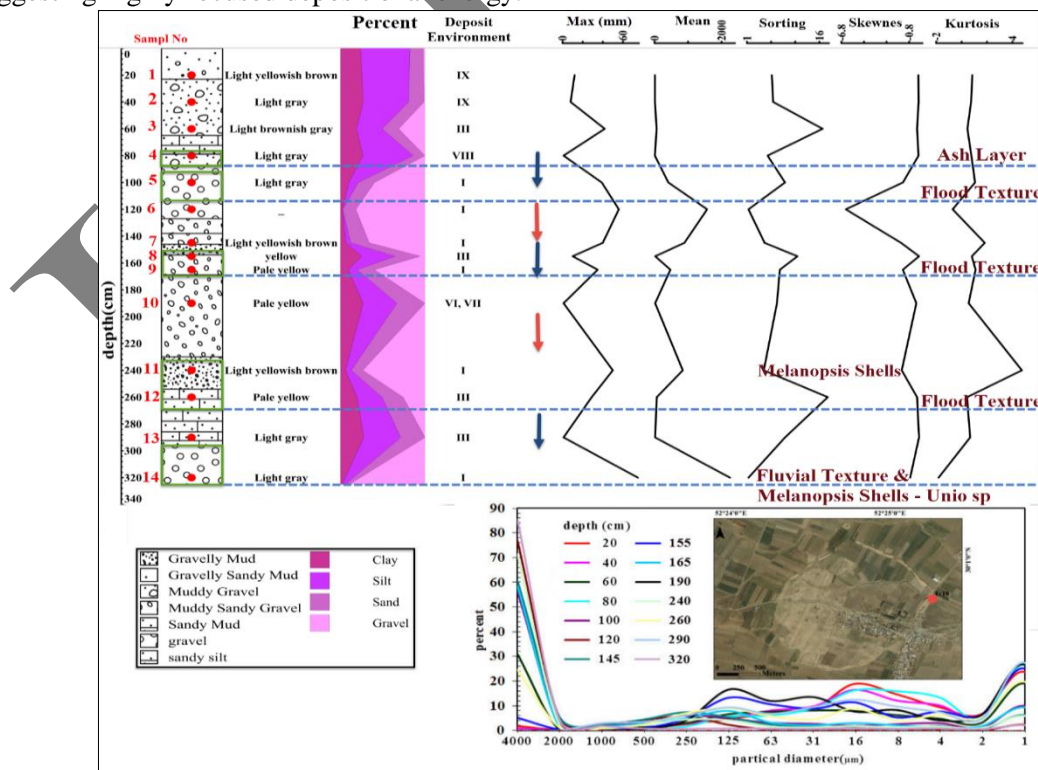 Percent Deposit Environment Max (mm) Mean Sorting Skewnes Kurtosis
Sampl No
0 60 0 2000 1 16 -6.8 -0.8 -2 4
depth(cm)
0
20 1 Light yellowish brown IX
40 2 Light gray IX
60 3 Light brownish gray III
80 4 Light gray VIII
Ash Layer
100 5 Light gray I
Flood Texture
120 6 – I
140 7 Light yellowish brown I
8 yellow III
160 9 Pale yellow I
Flood Texture
180
10 Pale yellow VI, VII
200
220
240 11 Light yellowish brown I
Melanopsis Shells
260 12 Pale yellow III
Flood Texture
280
13 Light gray III
300
320 14 Light gray I
Fluvial Texture &
Melanopsis Shells - Unio sp
340
Gravelly Mud
Gravelly Sandy Mud
Muddy Gravel
Muddy Sandy Gravel
Sandy Mud
gravel
sandy silt
Clay
Silt
Sand
Gravel
percent
90
80
70
60
50
40
30
20
10
0
depth (cm)
20 155
40 165
60 190
80 240
100 260
120 290
145 320
52°24'0"E 52°25'0"E
0 250 500
Meters
4000 2000 1000 500 250 125 63 31 16 8 4 2 1
partical diameter(µm)